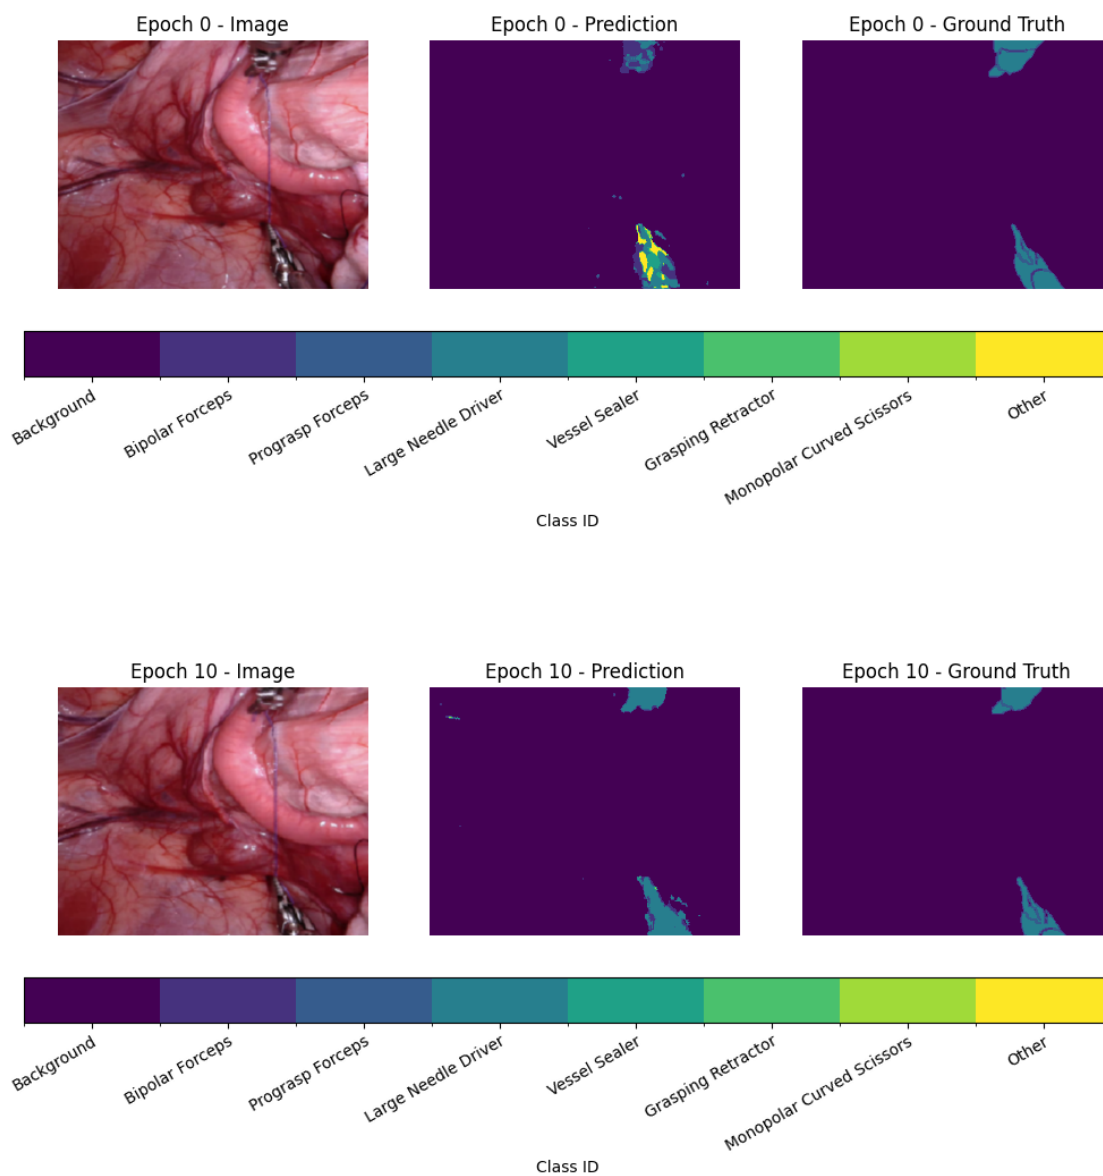 Epoch 0 - Image
Epoch 0 - Prediction
Epoch 0 - Ground Truth
Background
Bipolar Forceps
Prograsp Forceps
Large Needle Driver
Vessel Sealer
Grasping Retractor
Monopolar Curved Scissors
Other
Class ID
Epoch 10 - Image
Epoch 10 - Prediction
Epoch 10 - Ground Truth
Background
Bipolar Forceps
Prograsp Forceps
Large Needle Driver
Vessel Sealer
Grasping Retractor
Monopolar Curved Scissors
Other
Class ID